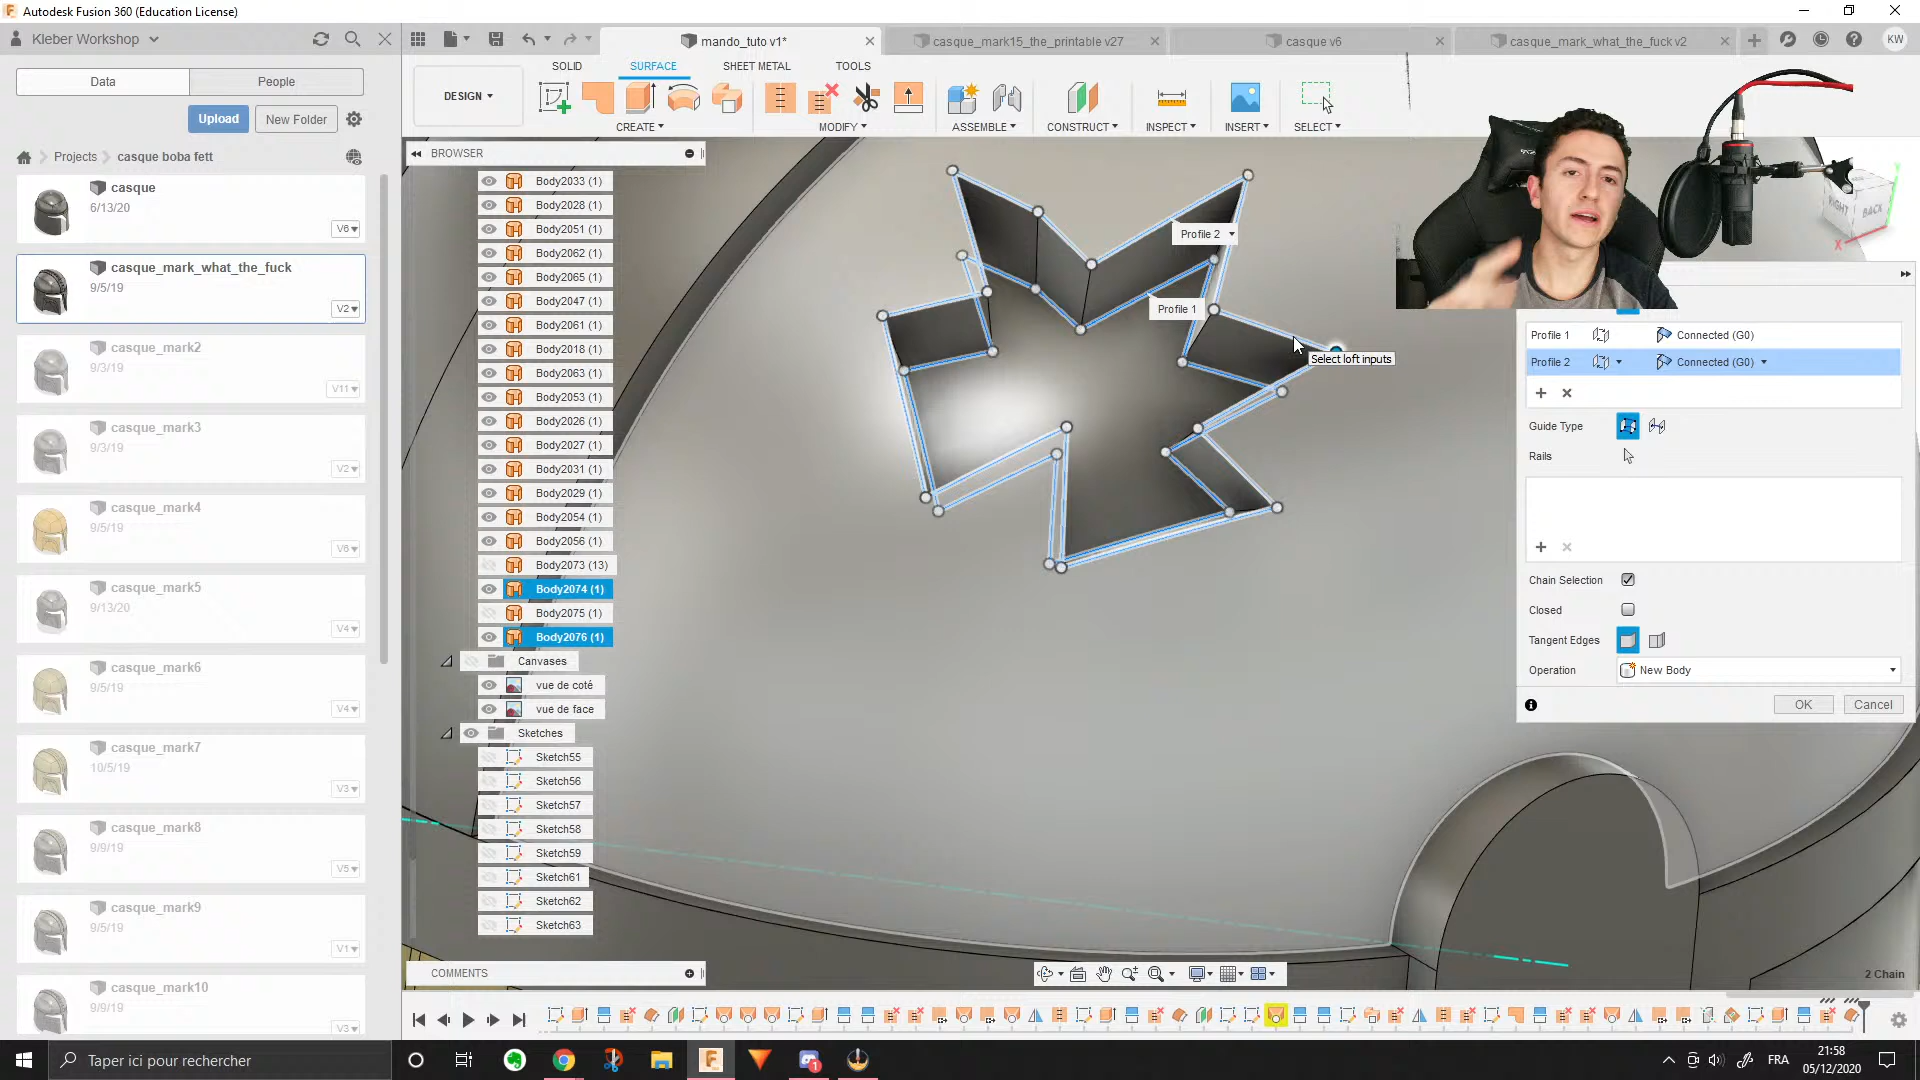 Autodesk Fusion 360 (Education License)
Kleber Workshop
mando_tuto v1*
casque_mark15_the_printable v27
casque v6
casque_mark_what_the_fuck v2
KW
Data
People
Upload
New Folder
Projects
casque boba fett
DESIGN
SOLID
SURFACE
SHEET METAL
TOOLS
CREATE
MODIFY
ASSEMBLE
CONSTRUCT
INSPECT
INSERT
SELECT
casque
6/13/20
V6
casque_mark_what_the_fuck
9/5/19
V2
casque_mark2
9/3/19
V11
casque_mark3
9/3/19
V2
casque_mark4
9/5/19
V6
casque_mark5
9/13/20
V4
casque_mark6
9/5/19
V4
casque_mark7
10/5/19
V3
casque_mark8
9/9/19
V5
casque_mark9
9/5/19
V1
casque_mark10
9/9/19
V3
BROWSER
Body2033 (1)
Body2028 (1)
Body2051 (1)
Body2062 (1)
Body2065 (1)
Body2047 (1)
Body2061 (1)
Body2018 (1)
Body2063 (1)
Body2053 (1)
Body2026 (1)
Body2027 (1)
Body2031 (1)
Body2029 (1)
Body2054 (1)
Body2056 (1)
Body2073 (13)
Body2074 (1)
Body2075 (1)
Body2076 (1)
Canvases
vue de coté
vue de face
Sketches
Sketch55
Sketch56
Sketch57
Sketch58
Sketch59
Sketch61
Sketch62
Sketch63
COMMENTS
Profile 2
Profile 1
Select loft inputs
RIGHT
BACK
X
Profile 1
Connected (G0)
Profile 2
Connected (G0)
Guide Type
Rails
Chain Selection
Closed
Tangent Edges
Operation
New Body
OK
Cancel
2 Chain
Taper ici pour rechercher
FRA
21:58
05/12/2020